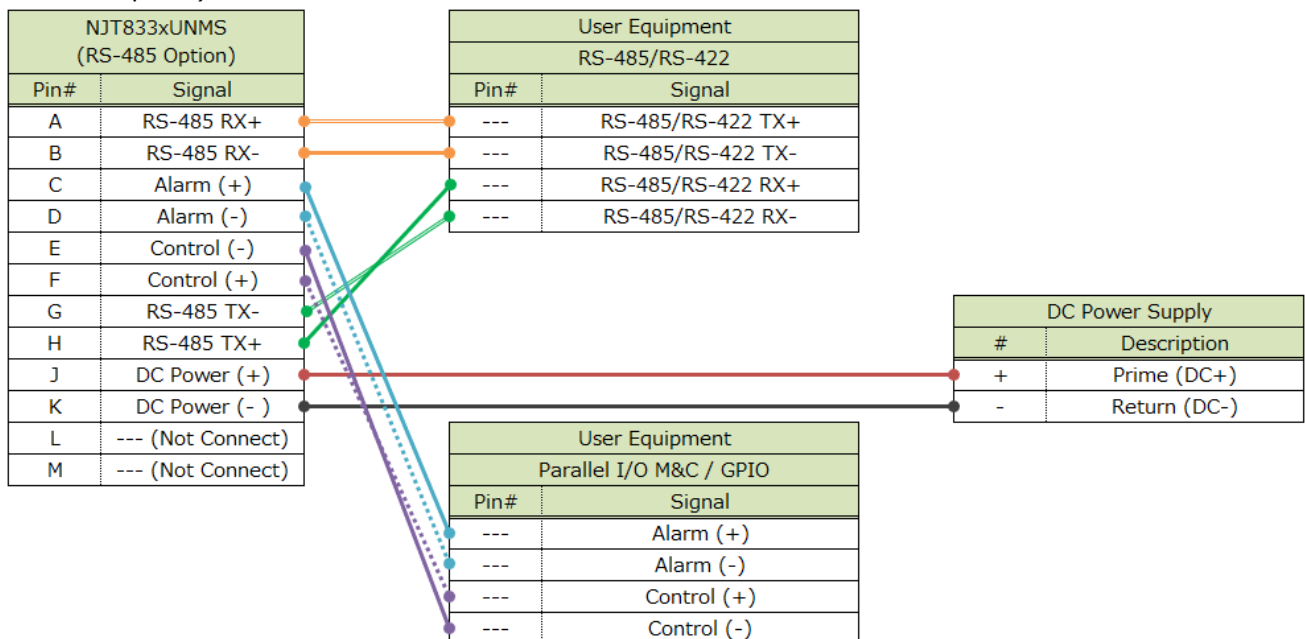 NJT833xUNMS
(RS-485 Option)
Pin# Signal
A RS-485 RX+
B RS-485 RX-
C Alarm (+)
D Alarm (-)
E Control (-)
F Control (+)
G RS-485 TX-
H RS-485 TX+
J DC Power (+)
K DC Power (- )
L --- (Not Connect)
M --- (Not Connect)
User Equipment
RS-485/RS-422
Pin# Signal
--- RS-485/RS-422 TX+
--- RS-485/RS-422 TX-
--- RS-485/RS-422 RX+
--- RS-485/RS-422 RX-
DC Power Supply
# Description
+ Prime (DC+)
- Return (DC-)
User Equipment
Parallel I/O M&C / GPIO
Pin# Signal
--- Alarm (+)
--- Alarm (-)
--- Control (+)
--- Control (-)